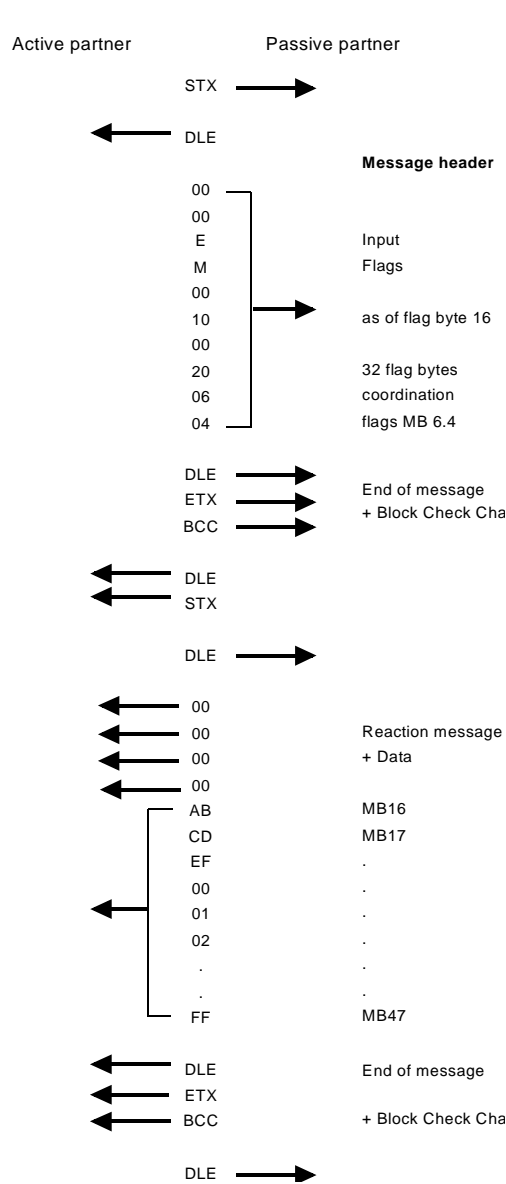 Active partner Passive partner
STX
DLE
Message header
00
00
E Input
M Flags
00
10 as of flag byte 16
00
20 32 flag bytes
06 coordination
04 flags MB 6.4
DLE
End of message
ETX
+ Block Check Cha
BCC
DLE
STX
DLE
00
00 Reaction message
00 + Data
00
AB MB16
CD MB17
EF .
00 .
01 .
02 .
. .
. .
FF MB47
DLE End of message
ETX
BCC + Block Check Cha
DLE